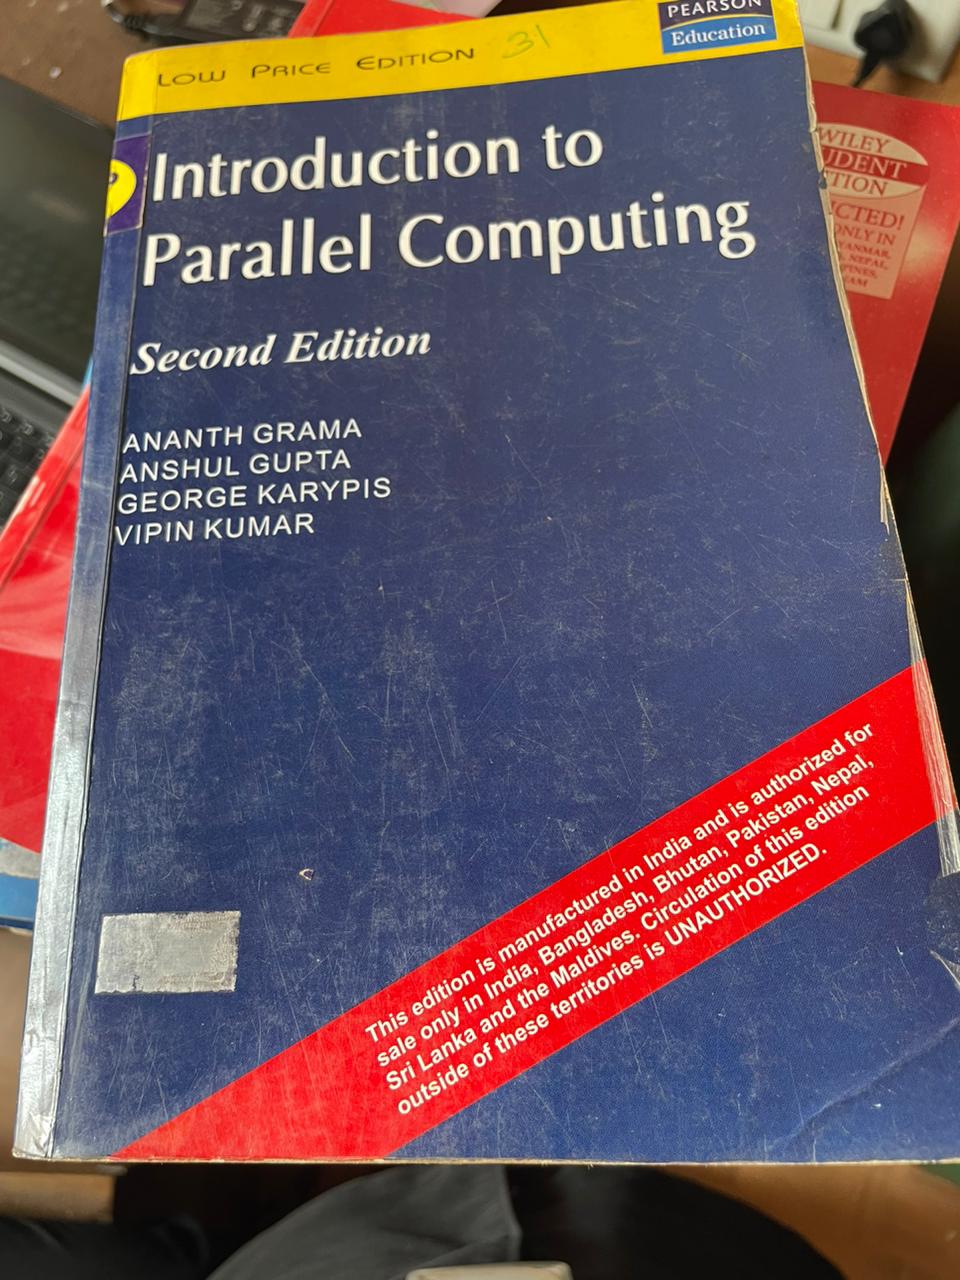 LOW PRICE EDITION
31
PEARSON
Education
Introduction to
Parallel Computing
Second Edition
ANANTH GRAMA
ANSHUL GUPTA
GEORGE KARYPIS
VIPIN KUMAR
This edition is manufactured in India and is authorized for
sale only in India, Bangladesh, Bhutan, Pakistan, Nepal,
Sri Lanka and the Maldives. Circulation of this edition
outside of these territories is UNAUTHORIZED.
WILEY
ONLY IN
NEPAL,